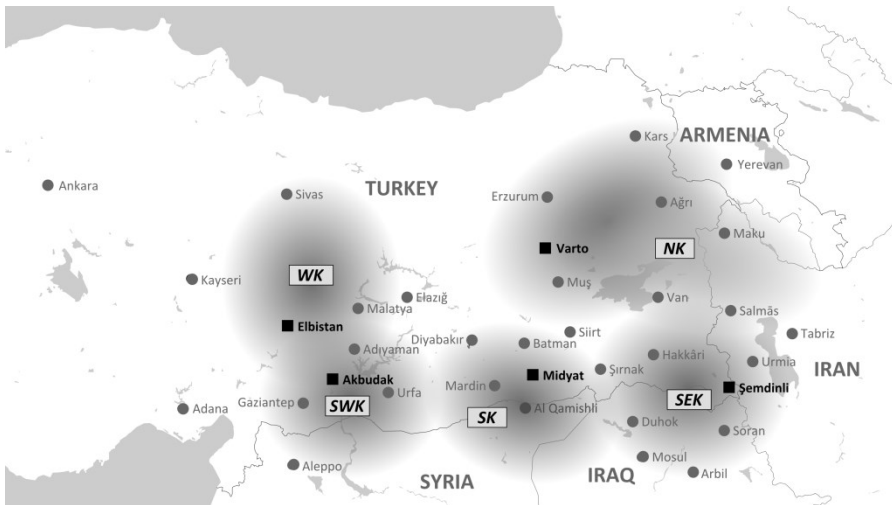 Kars
ARMENIA
Yerevan
Ankara
Sivas
TURKEY
Erzurum
Ağrı
Maku
Varto
NK
Kayseri
WK
Elazığ
Muş
Van
Malatya
Salmās
Elbistan
Siirt
Tabriz
Diyabakır
Batman
Adıyaman
Hakkâri
Urmia
IRAN
Akbudak
Midyat
Şırnak
Şemdinli
Mardin
Urfa
Gaziantep
SWK
SEK
Adana
SK
Al Qamishli
Duhok
Soran
Aleppo
SYRIA
Mosul
IRAQ
Arbil